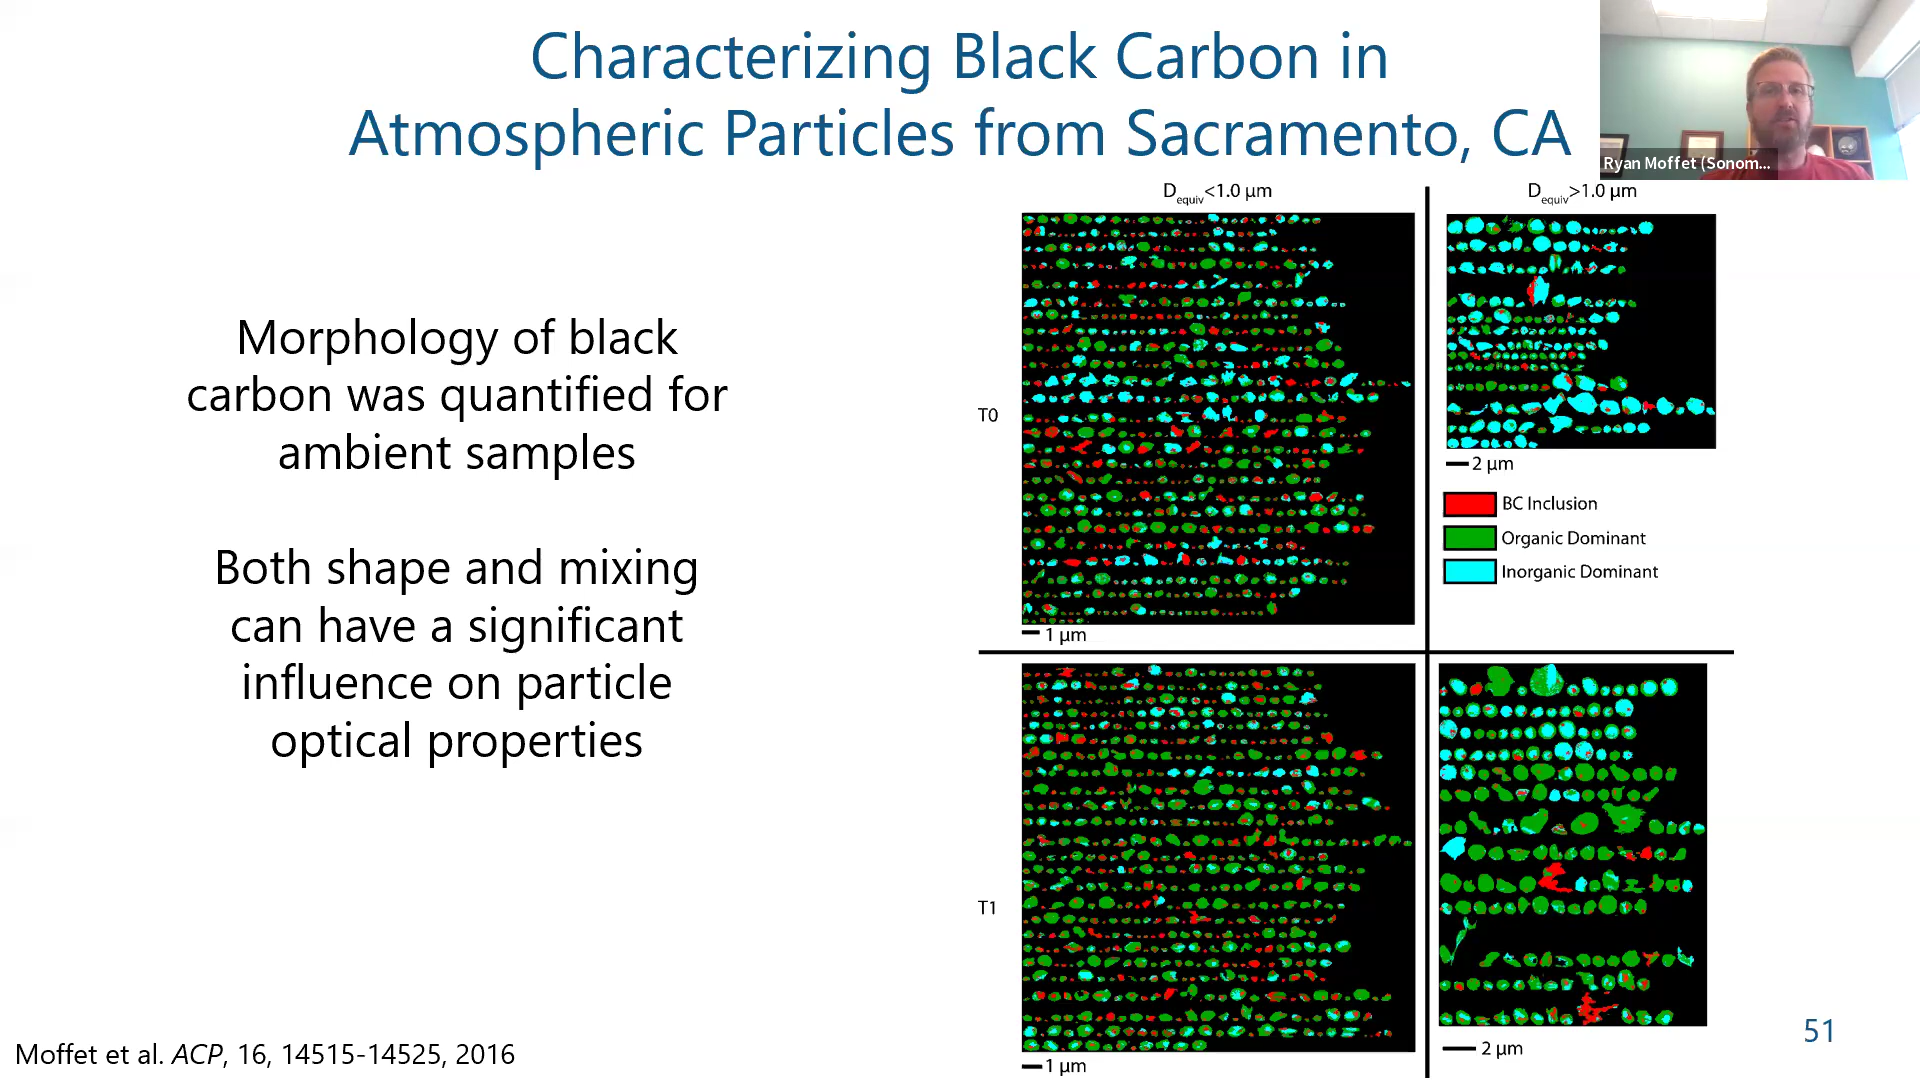 Characterizing Black Carbon in
Atmospheric Particles from Sacramento, CA
Ryan Moffet (Sonom...
Morphology of black
carbon was quantified for
ambient samples
Both shape and mixing
can have a significant
influence on particle
optical properties
Dequiv<1.0 µm
Dequiv>1.0 µm
T0
1 µm
2 µm
BC Inclusion
Organic Dominant
Inorganic Dominant
T1
1 µm
2 µm
Moffet et al. ACP, 16, 14515-14525, 2016
51